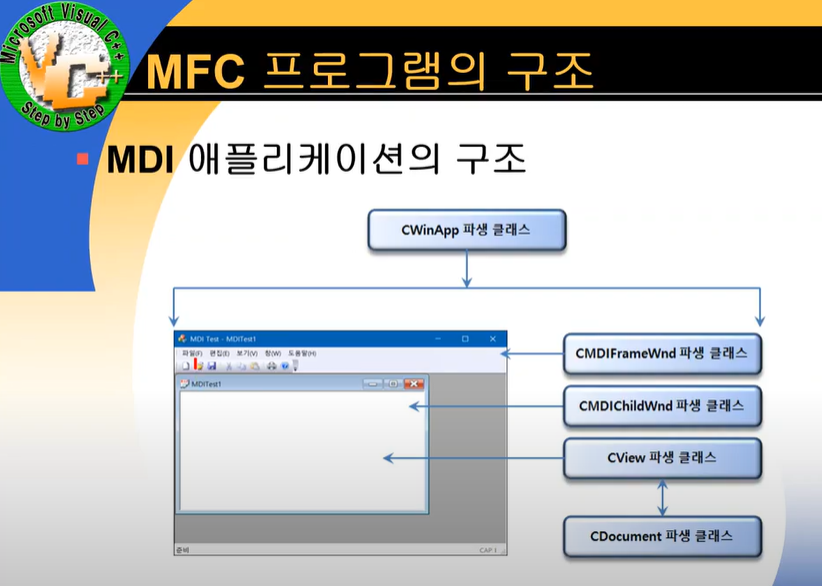 Microsoft Visual C++
VC++
Step by Step
MFC 프로그램의 구조
MDI 애플리케이션의 구조
CWinApp 파생 클래스
MDI Test - MDITest1
파일(F) 편집(E) 보기(V) 창(W) 도움말(H)
MDITest1
CMDIFrameWnd 파생 클래스
CMDIChildWnd 파생 클래스
CView 파생 클래스
CDocument 파생 클래스
준비
CAP